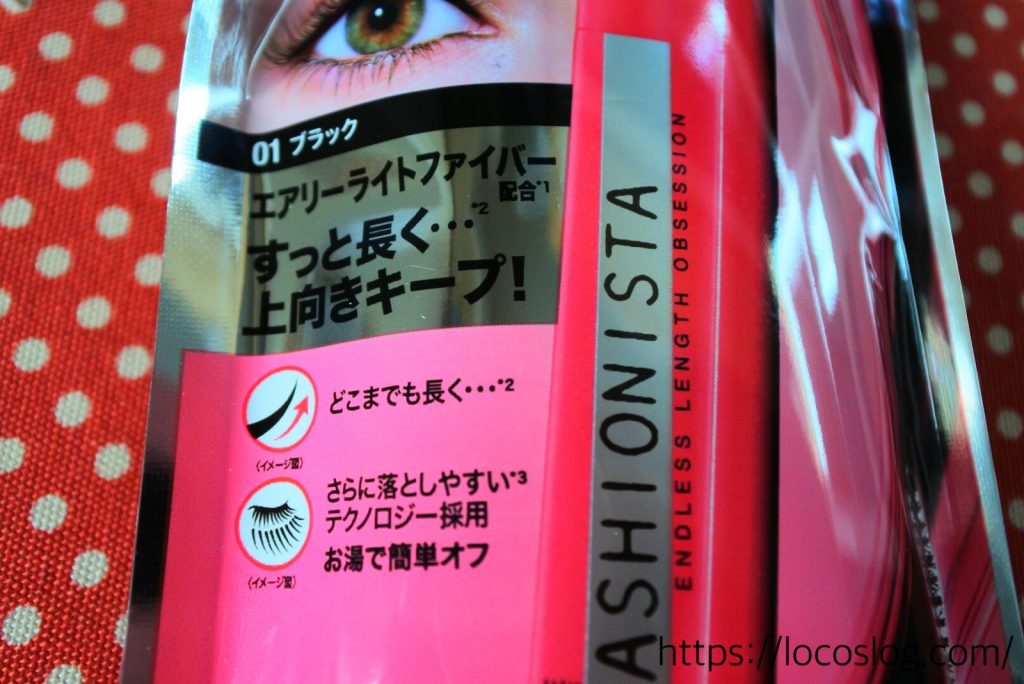 01 ブラック
エアリーライトファイバー
配合*1
すっと長く…*2
上向きキープ!
どこまでも長く…*2
〈イメージ図〉
さらに落としやすい*3
テクノロジー採用
お湯で簡単オフ
〈イメージ図〉
ASHIONISTA
ENDLESS LENGTH OBSESSION
https://locoslog.com/